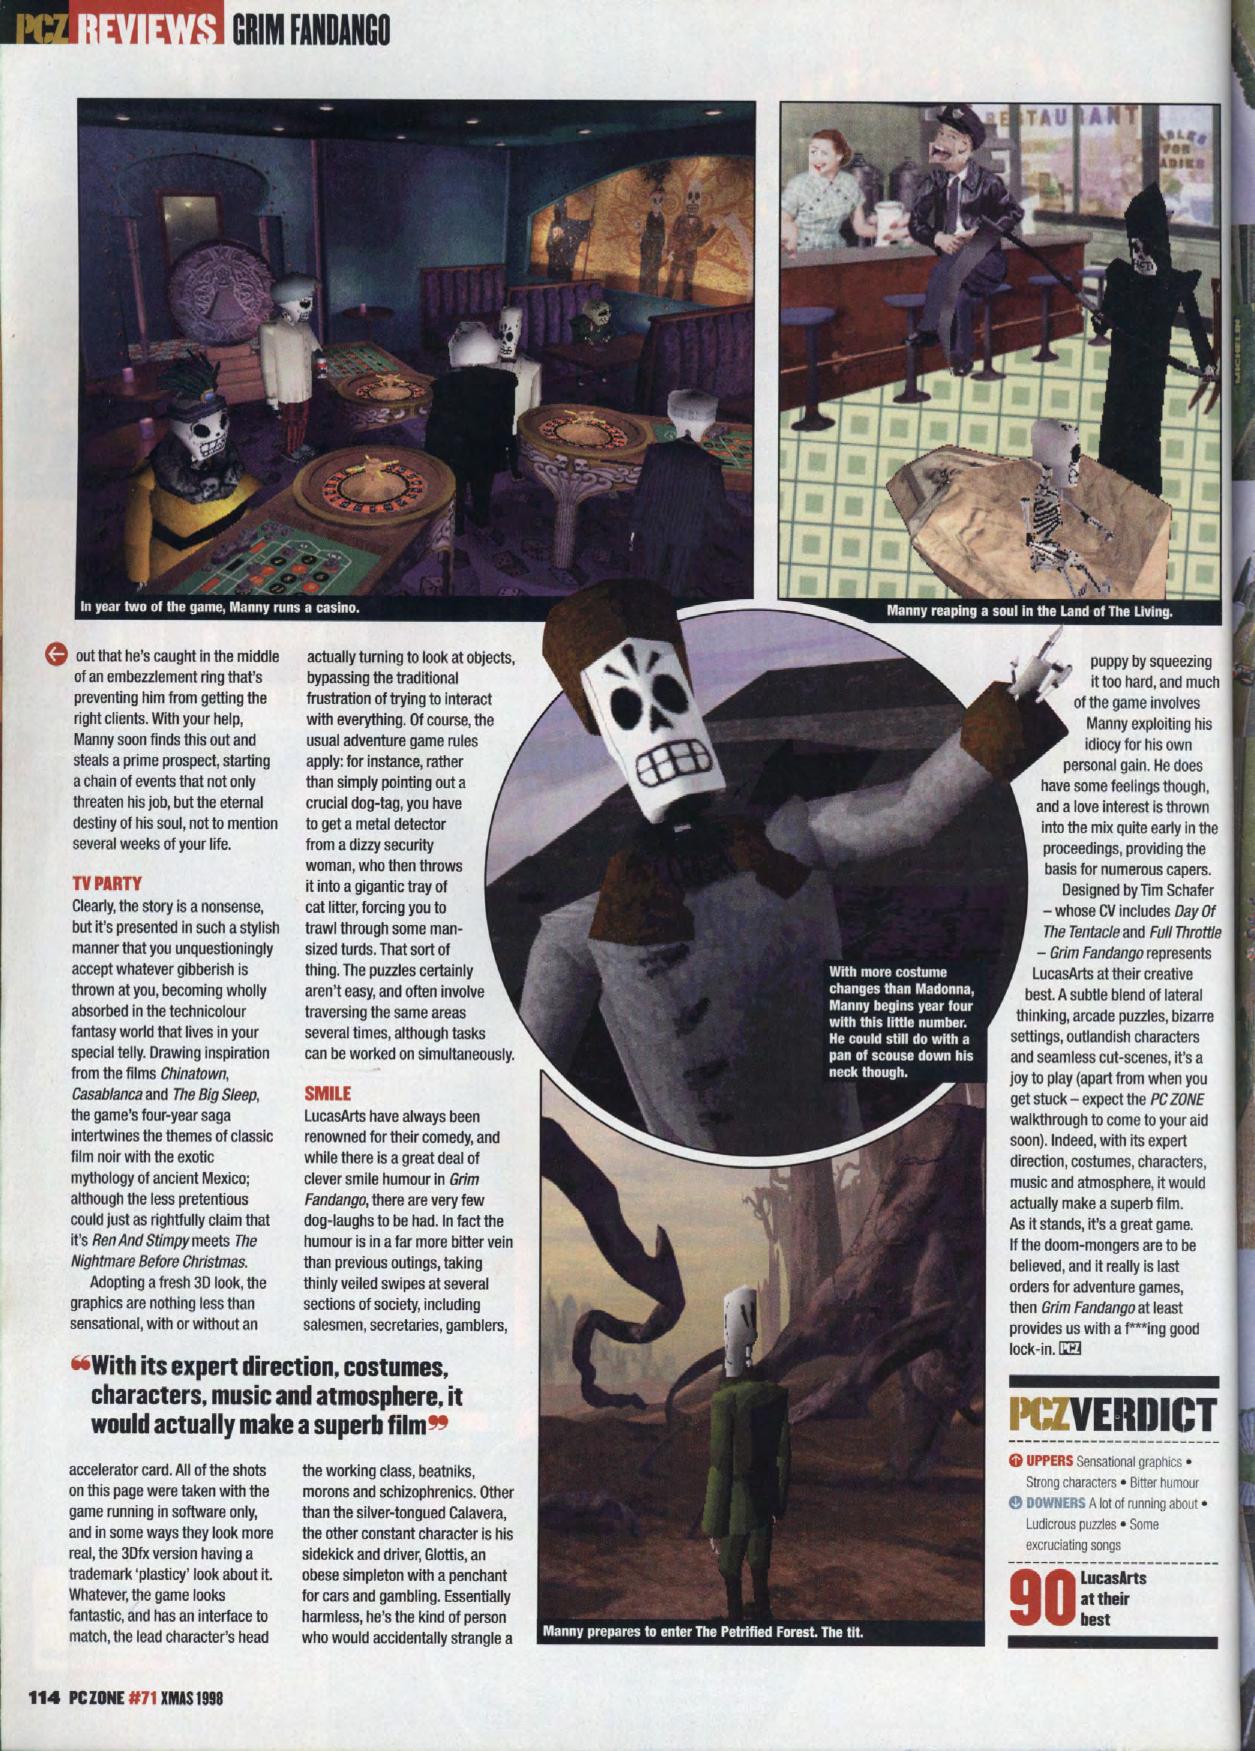 PCZ REVIEWS GRIM FANDANGO
RESTAURANT
TABLES
FOR
LADIES
MICHELIN
In year two of the game, Manny runs a casino.
Manny reaping a soul in the Land of The Living.
out that he's caught in the middle
of an embezzlement ring that's
preventing him from getting the
right clients. With your help,
Manny soon finds this out and
steals a prime prospect, starting
a chain of events that not only
threaten his job, but the eternal
destiny of his soul, not to mention
several weeks of your life.
TV PARTY
Clearly, the story is a nonsense,
but it's presented in such a stylish
manner that you unquestioningly
accept whatever gibberish is
thrown at you, becoming wholly
absorbed in the technicolour
fantasy world that lives in your
special telly. Drawing inspiration
from the films Chinatown,
Casablanca and The Big Sleep,
the game's four-year saga
intertwines the themes of classic
film noir with the exotic
mythology of ancient Mexico;
although the less pretentious
could just as rightfully claim that
it's Ren And Stimpy meets The
Nightmare Before Christmas.
Adopting a fresh 3D look, the
graphics are nothing less than
sensational, with or without an
accelerator card. All of the shots
on this page were taken with the
game running in software only,
and in some ways they look more
real, the 3Dfx version having a
trademark 'plasticy' look about it.
Whatever, the game looks
fantastic, and has an interface to
match, the lead character's head
actually turning to look at objects,
bypassing the traditional
frustration of trying to interact
with everything. Of course, the
usual adventure game rules
apply: for instance, rather
than simply pointing out a
crucial dog-tag, you have
to get a metal detector
from a dizzy security
woman, who then throws
it into a gigantic tray of
cat litter, forcing you to
trawl through some man-
sized turds. That sort of
thing. The puzzles certainly
aren't easy, and often involve
traversing the same areas
several times, although tasks
can be worked on simultaneously.
SMILE
LucasArts have always been
renowned for their comedy, and
while there is a great deal of
clever smile humour in Grim
Fandango, there are very few
dog-laughs to be had. In fact the
humour is in a far more bitter vein
than previous outings, taking
thinly veiled swipes at several
sections of society, including
salesmen, secretaries, gamblers,
the working class, beatniks,
morons and schizophrenics. Other
than the silver-tongued Calavera,
the other constant character is his
sidekick and driver, Glottis, an
obese simpleton with a penchant
for cars and gambling. Essentially
harmless, he's the kind of person
who would accidentally strangle a
“With its expert direction, costumes,
characters, music and atmosphere, it
would actually make a superb film”
With more costume
changes than Madonna,
Manny begins year four
with this little number.
He could still do with a
pan of scouse down his
neck though.
Manny prepares to enter The Petrified Forest. The tit.
puppy by squeezing
it too hard, and much
of the game involves
Manny exploiting his
idiocy for his own
personal gain. He does
have some feelings though,
and a love interest is thrown
into the mix quite early in the
proceedings, providing the
basis for numerous capers.
Designed by Tim Schafer
– whose CV includes Day Of
The Tentacle and Full Throttle
– Grim Fandango represents
LucasArts at their creative
best. A subtle blend of lateral
thinking, arcade puzzles, bizarre
settings, outlandish characters
and seamless cut-scenes, it's a
joy to play (apart from when you
get stuck – expect the PC ZONE
walkthrough to come to your aid
soon). Indeed, with its expert
direction, costumes, characters,
music and atmosphere, it would
actually make a superb film.
As it stands, it's a great game.
If the doom-mongers are to be
believed, and it really is last
orders for adventure games,
then Grim Fandango at least
provides us with a f***ing good
lock-in. PCZ
PCZ VERDICT
UPPERS Sensational graphics •
Strong characters • Bitter humour
DOWNERS A lot of running about •
Ludicrous puzzles • Some
excruciating songs
90 LucasArts
at their
best
114 PC ZONE #71 XMAS 1998